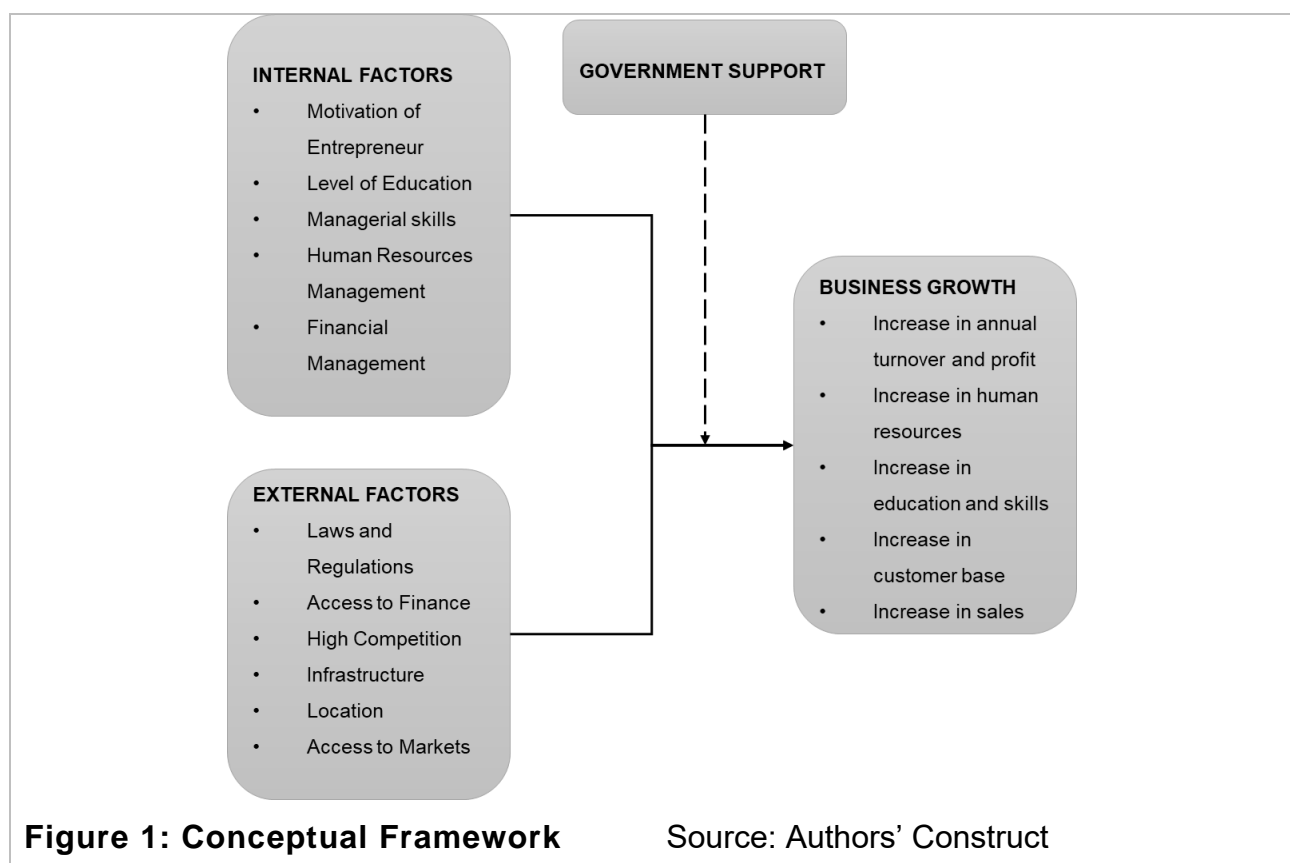 INTERNAL FACTORS
• Motivation of
Entrepreneur
• Level of Education
• Managerial skills
• Human Resources
Management
• Financial
Management
GOVERNMENT SUPPORT
EXTERNAL FACTORS
• Laws and
Regulations
• Access to Finance
• High Competition
• Infrastructure
• Location
• Access to Markets
BUSINESS GROWTH
• Increase in annual
turnover and profit
• Increase in human
resources
• Increase in
education and skills
• Increase in
customer base
• Increase in sales
Figure 1: Conceptual Framework Source: Authors’ Construct